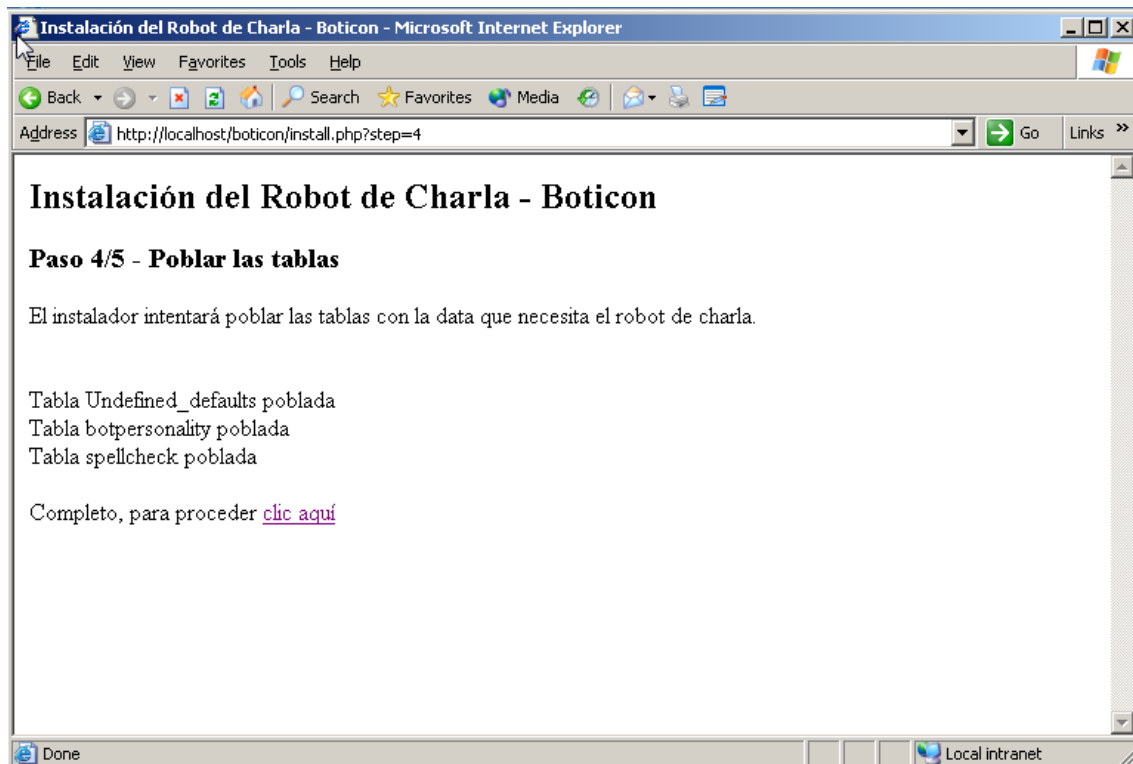 Instalación del Robot de Charla - Boticon - Microsoft Internet Explorer
File Edit View Favorites Tools Help
Back Search Favorites Media
Address http://localhost/boticon/install.php?step=4 Go Links »
Instalación del Robot de Charla - Boticon
Paso 4/5 - Poblar las tablas
El instalador intentará poblar las tablas con la data que necesita el robot de charla.
Tabla Undefined_defaults poblada
Tabla botpersonality poblada
Tabla spellcheck poblada
Completo, para proceder clic aquí
Done Local intranet